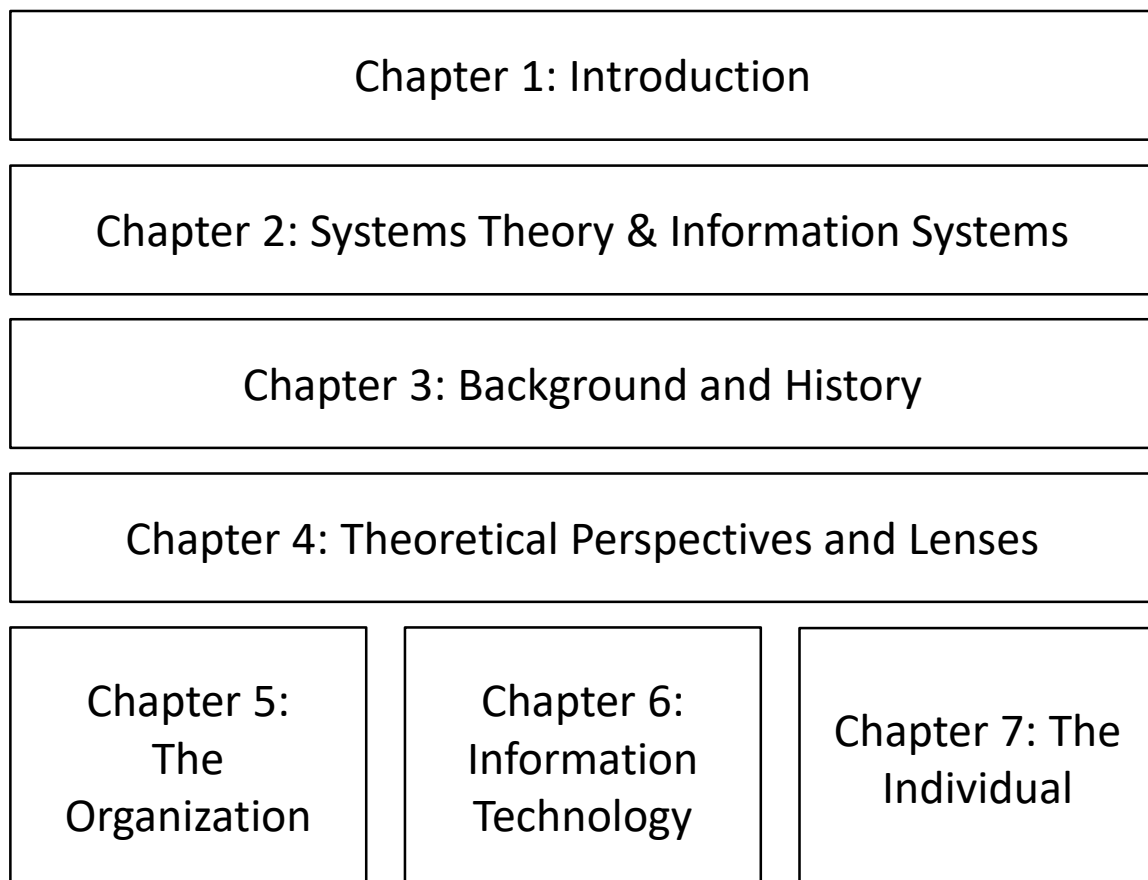 Chapter 1: Introduction
Chapter 2: Systems Theory & Information Systems
Chapter 3: Background and History
Chapter 4: Theoretical Perspectives and Lenses
Chapter 5:
The
Organization
Chapter 6:
Information
Technology
Chapter 7: The
Individual